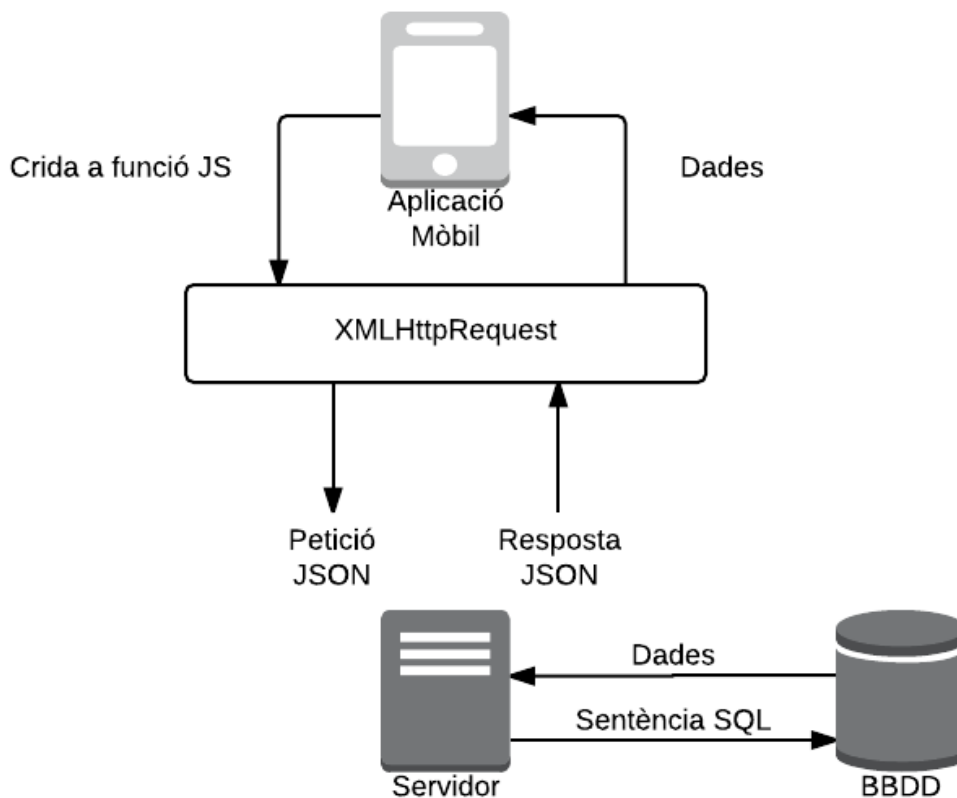 Crida a funció JS
Dades
Aplicació
Mòbil
XMLHttpRequest
Petició
JSON
Resposta
JSON
Dades
Sentència SQL
Servidor
BBDD